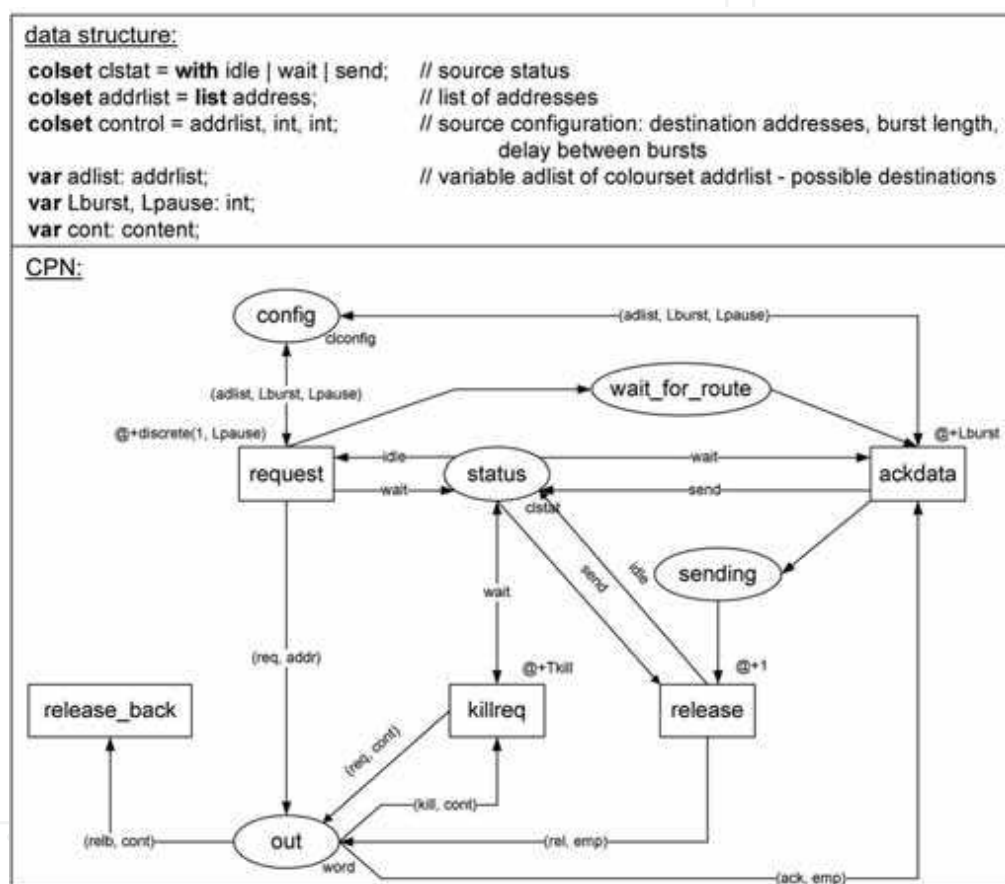 data structure:
colset clstat = with idle | wait | send; // source status
colset addrlist = list address; // list of addresses
colset control = addrlist, int, int; // source configuration: destination addresses, burst length,
delay between bursts
var adlist: addrlist; // variable adlist of colourset addrlist - possible destinations
var Lburst, Lpause: int;
var cont: content;
CPN:
config
clconfig
(adlist, Lburst, Lpause)
(adlist, Lburst, Lpause)
wait_for_route
@+discrete(1, Lpause)
@+Lburst
request
idle
status
wait
ackdata
wait
send
clstat
sending
send
idle
wait
(req, addr)
@+Tkill
@+1
release_back
killreq
release
(req, cont)
(kill, cont)
(relb, cont)
out
(rel, emp)
word
(ack, emp)